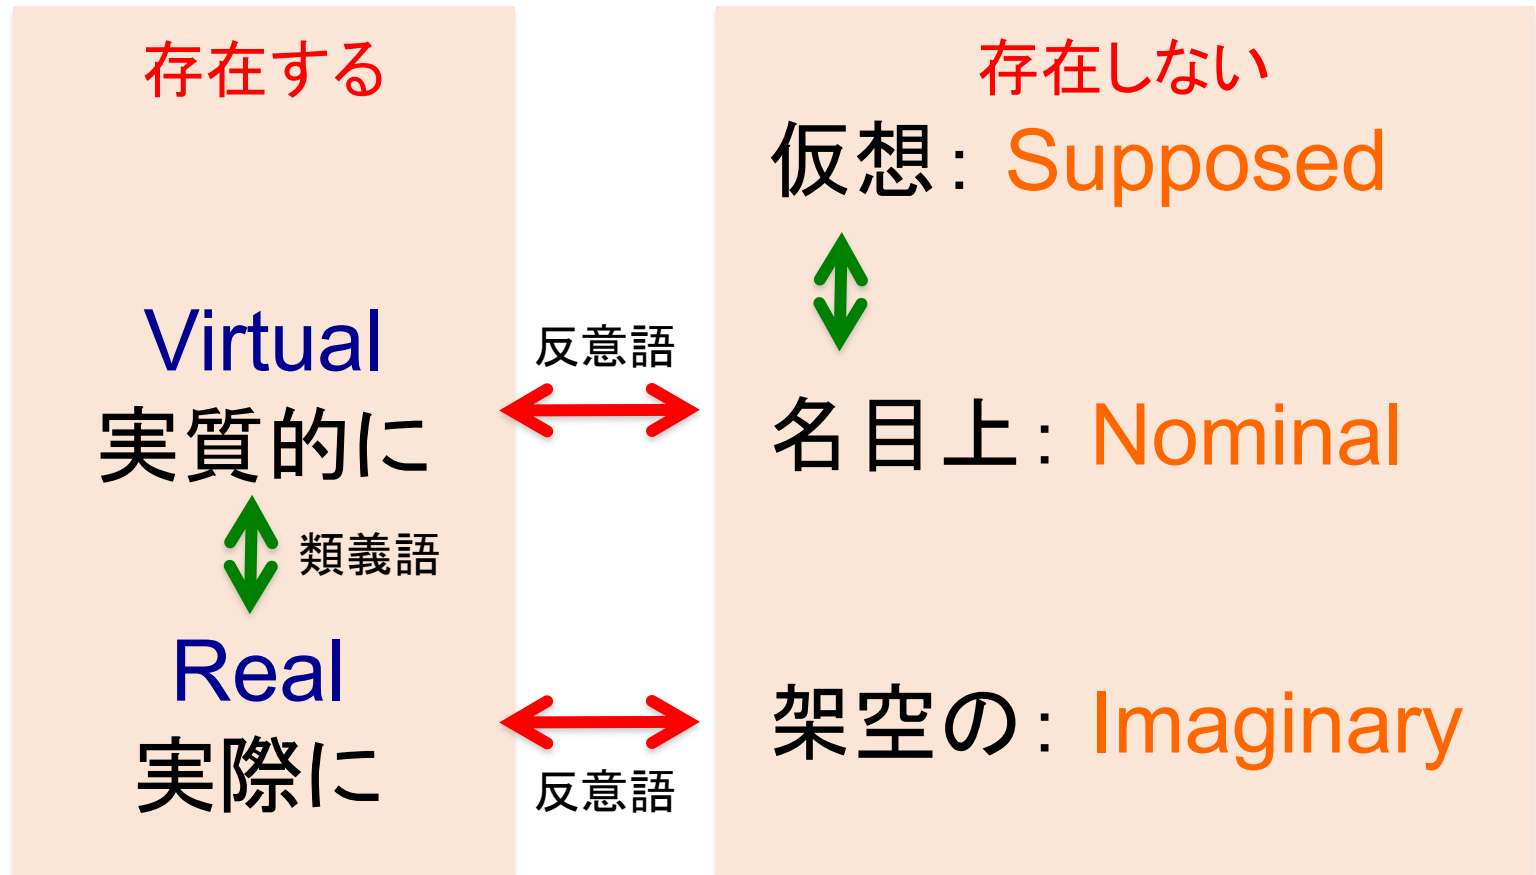 存在する
Virtual
実質的に
類義語
Real
実際に
反意語
反意語
存在しない
仮想： Supposed
名目上： Nominal
架空の： Imaginary